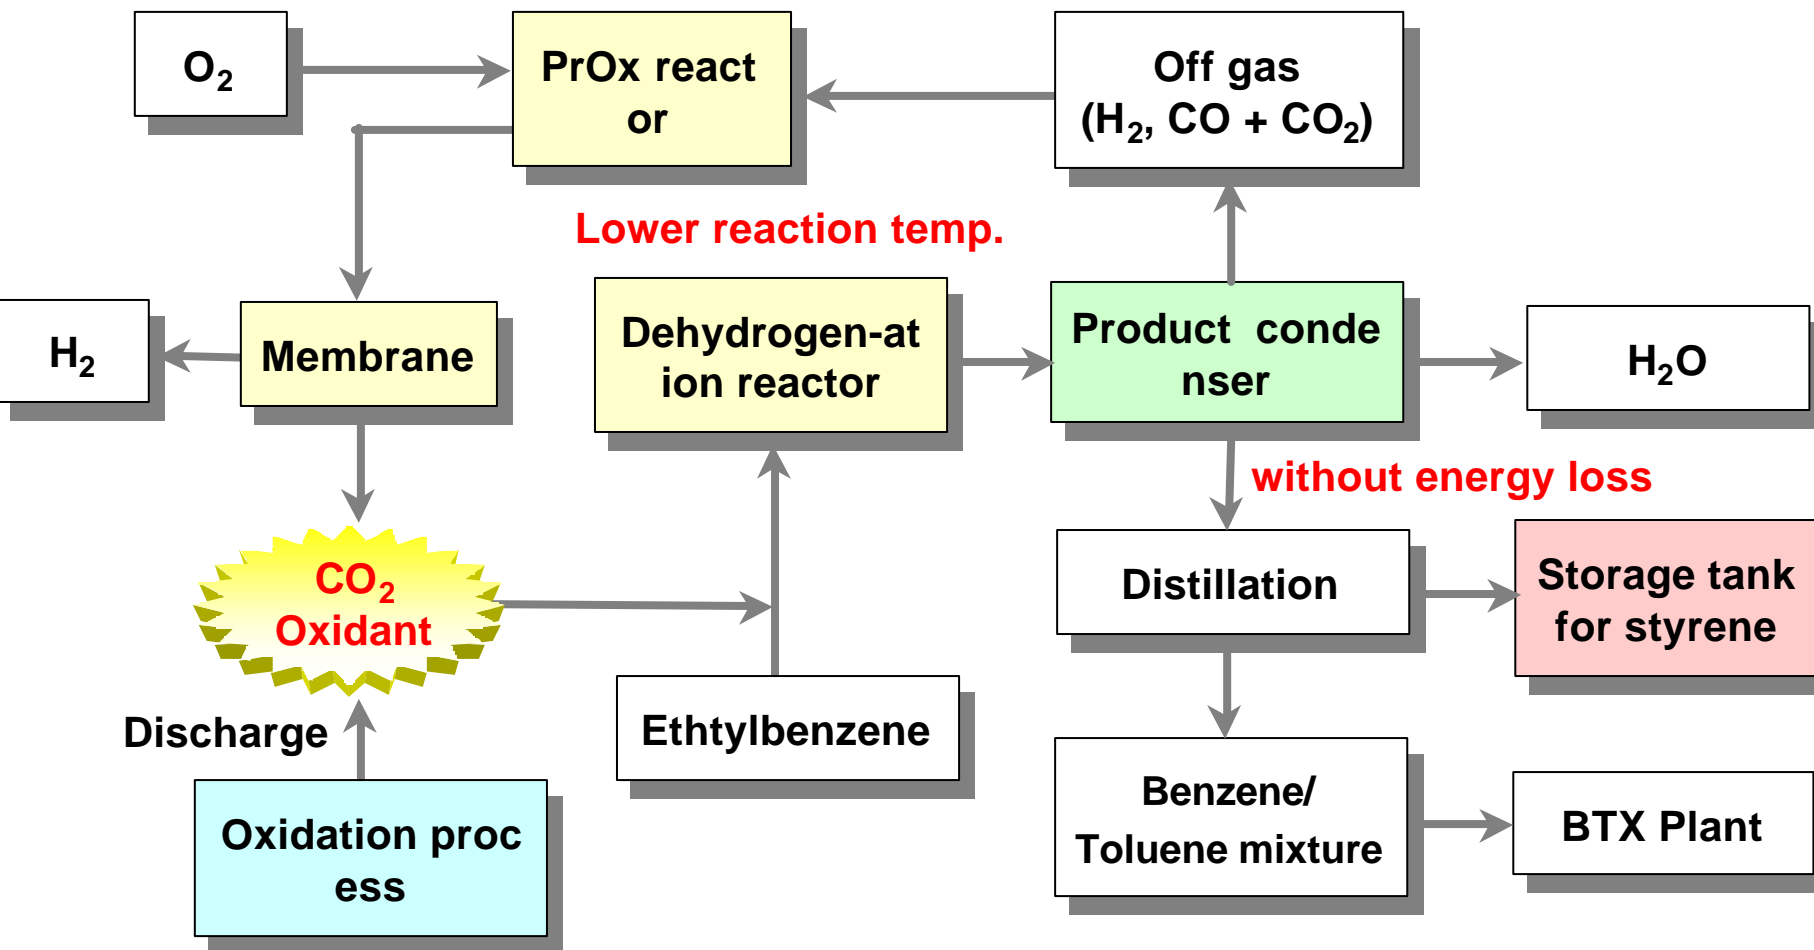 O₂
PrOx react
or
Off gas
(H₂, CO + CO₂)
Lower reaction temp.
H₂
Membrane
Dehydrogen-at
ion reactor
Product conde
nser
H₂O
without energy loss
CO₂
Oxidant
Distillation
Storage tank
for styrene
Discharge
Ethtylbenzene
Oxidation proc
ess
Benzene/
Toluene mixture
BTX Plant